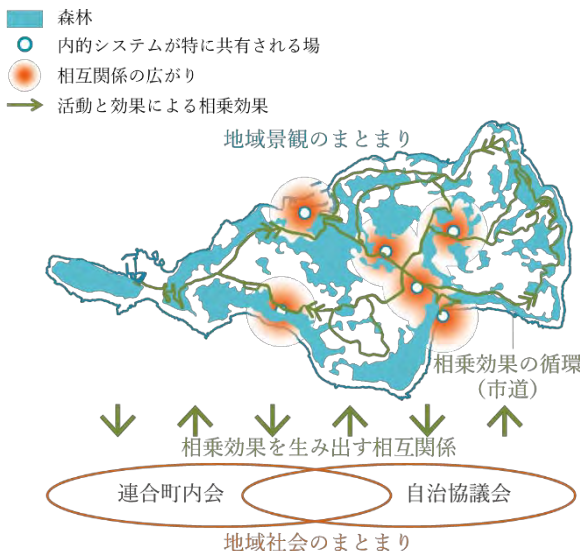 森林
内的システムが特に共有される場
相互関係の広がり
活動と効果による相乗効果
地域景観のまとまり
相乗効果の循環
(市道)
相乗効果を生み出す相互関係
連合町内会
自治協議会
地域社会のまとまり